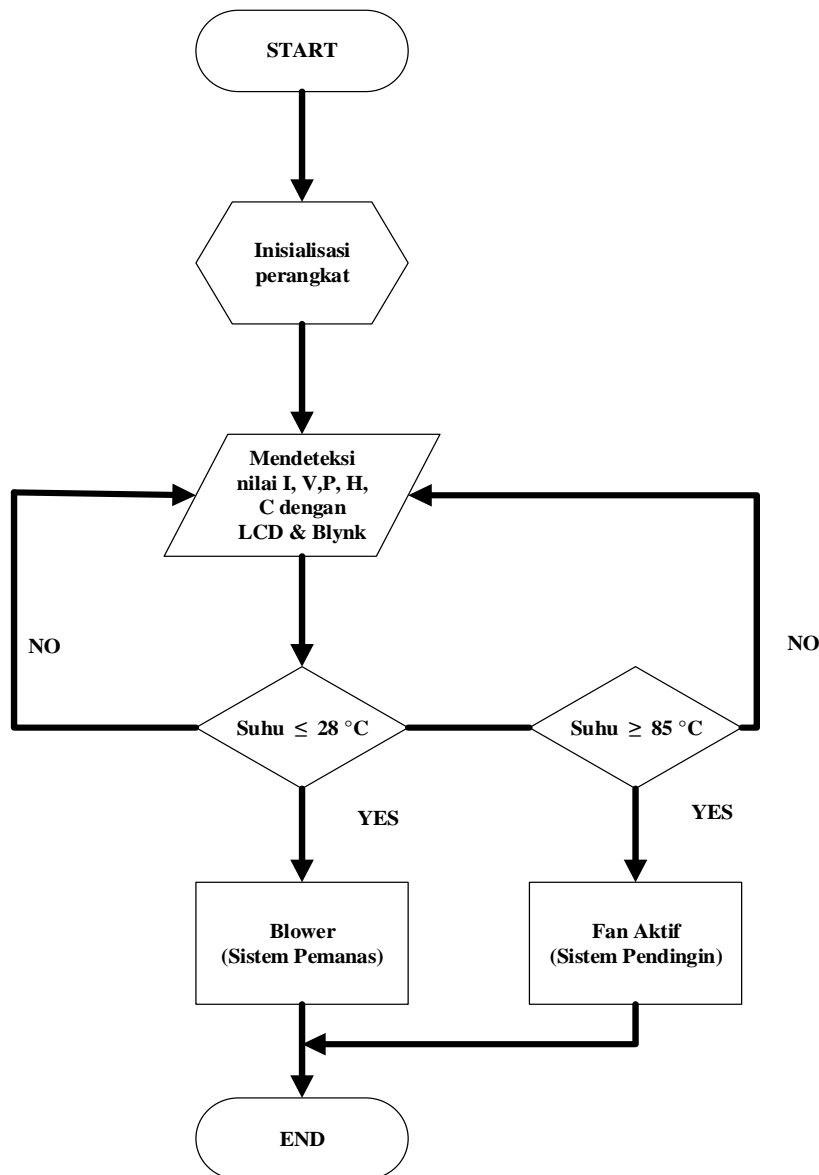 START
Inisialisasi
perangkat
Mendeteksi
nilai I, V,P, H,
C dengan
LCD & Blynk
NO
NO
Suhu ≤ 28 °C
Suhu ≥ 85 °C
YES
YES
Blower
(Sistem Pemanas)
Fan Aktif
(Sistem Pendingin)
END